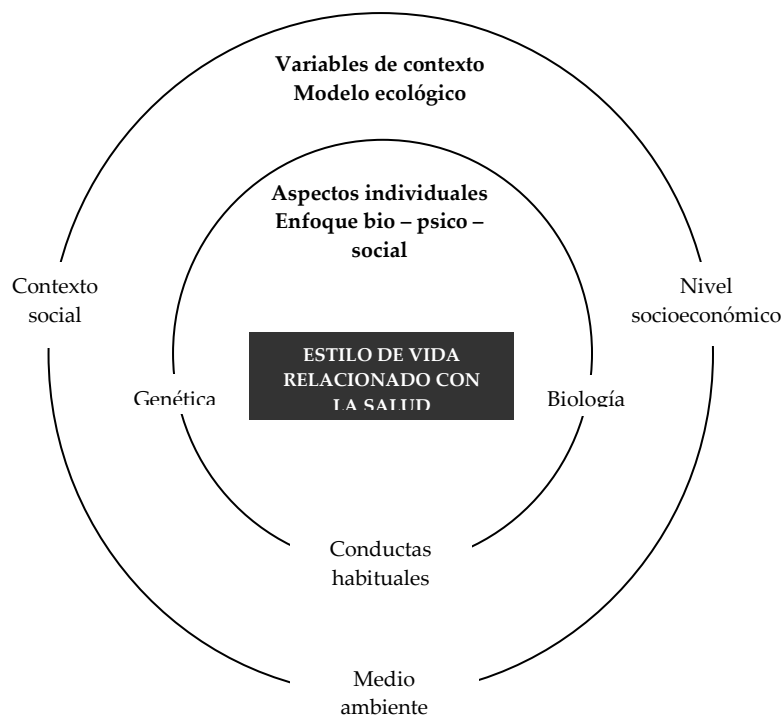 Variables de contexto
Modelo ecológico
Aspectos individuales
Enfoque bio – psico –
social
Contexto
social
Nivel
socioeconómico
ESTILO DE VIDA
RELACIONADO CON
LA SALUD
Genética
Biología
Conductas
habituales
Medio
ambiente